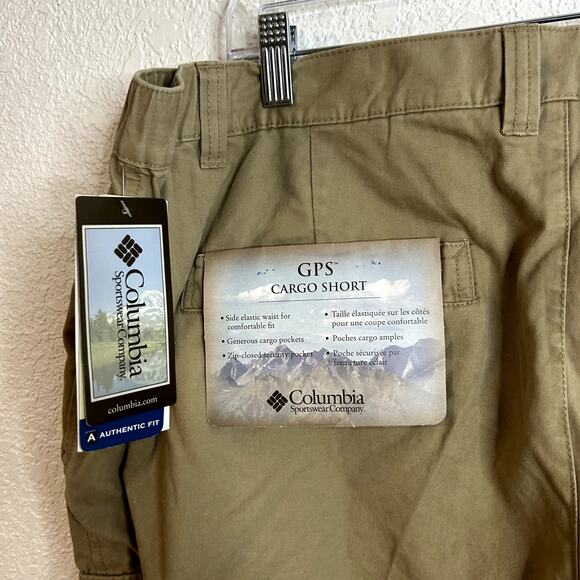 Columbia
Sportswear Company.
columbia.com
A AUTHENTIC FIT
GPS™
CARGO SHORT
• Side elastic waist for
comfortable fit
• Generous cargo pockets
• Zip-closed security pocket
• Taille élastiquée sur les côtés
pour une coupe confortable
• Poches cargo amples
• Poche sécurisée par
fermeture éclair
Columbia
Sportswear Company.